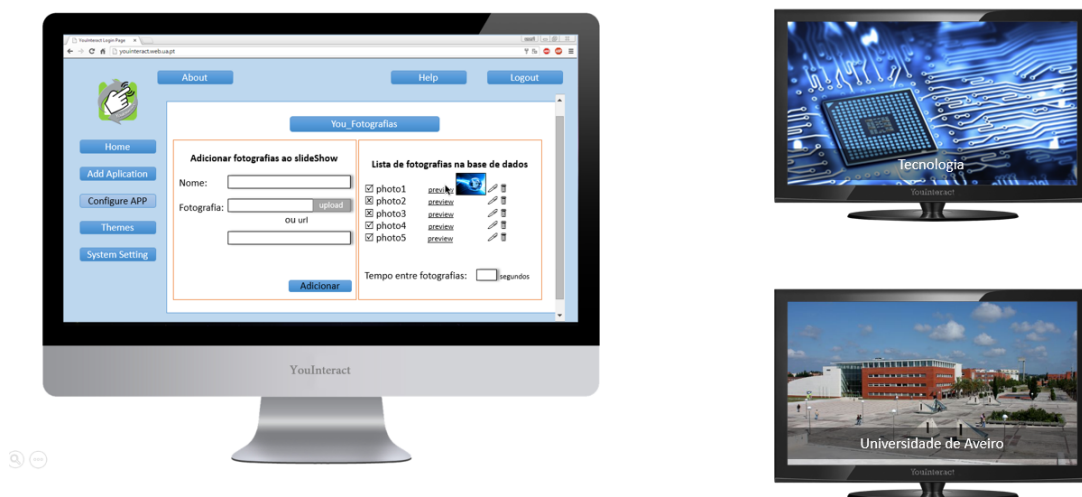 YouInteract Login Page
youinteract.web.ua.pt
About
Help
Logout
You_Fotografias
Home
Add Aplication
Configure APP
Themes
System Setting
Adicionar fotografias ao slideShow
Nome:
Fotografia:
upload
ou url
Adicionar
Lista de fotografias na base de dados
photo1 preview
photo2 preview
photo3 preview
photo4 preview
photo5 preview
Tempo entre fotografias: segundos
YouInteract
Tecnologia
YouInteract
Universidade de Aveiro
YouInteract